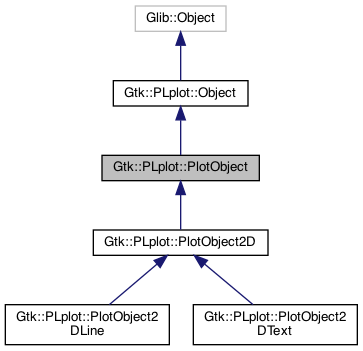 Glib::Object
Gtk::PLplot::Object
Gtk::PLplot::PlotObject
Gtk::PLplot::PlotObject2D
Gtk::PLplot::PlotObject2
DLine
Gtk::PLplot::PlotObject2
DText